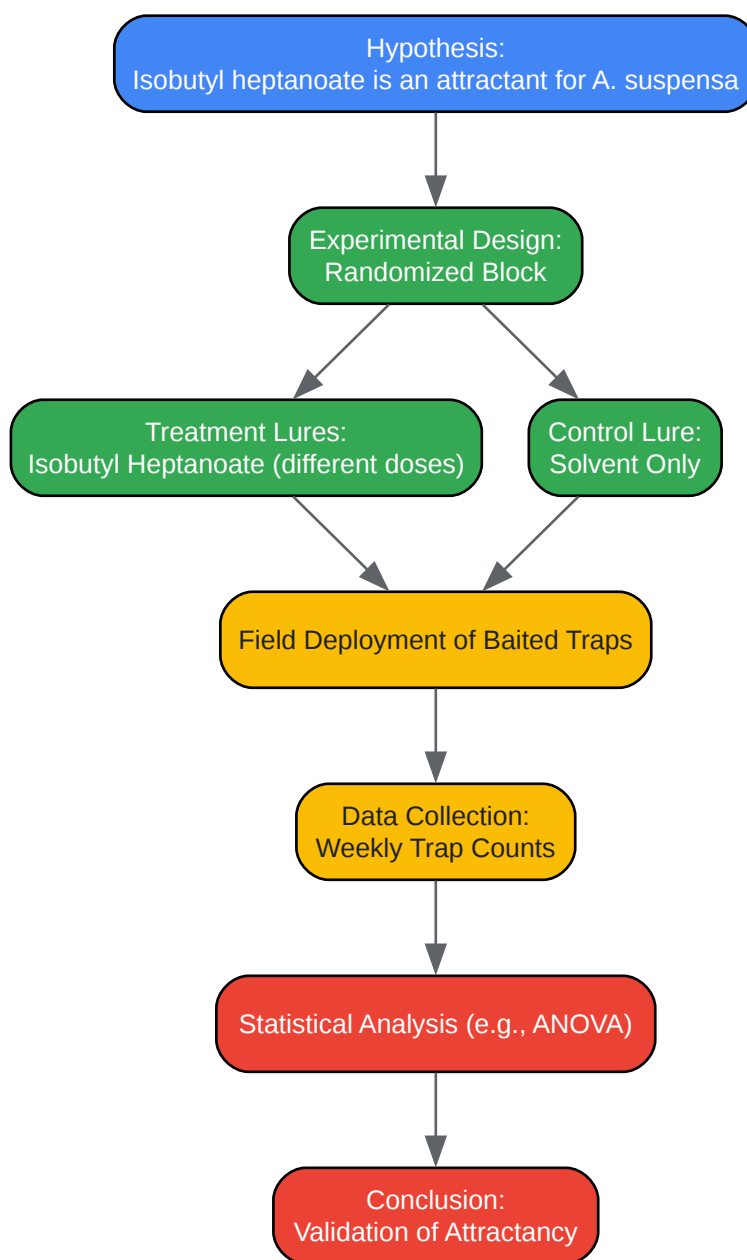 Hypothesis:
Isobutyl heptanoate is an attractant for A. suspensa
Experimental Design:
Randomized Block
Treatment Lures:
Isobutyl Heptanoate (different doses)
Control Lure:
Solvent Only
Field Deployment of Baited Traps
Data Collection:
Weekly Trap Counts
Statistical Analysis (e.g., ANOVA)
Conclusion:
Validation of Attractancy